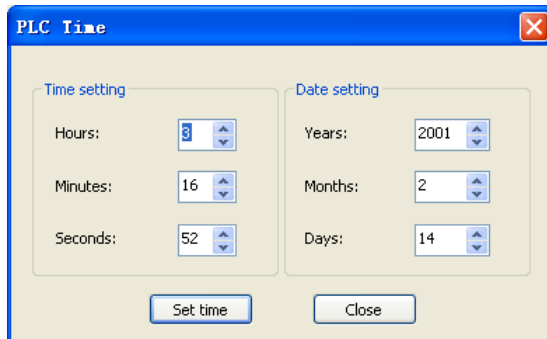 PLC Time
Time setting
Hours: 3
Minutes: 16
Seconds: 52
Date setting
Years: 2001
Months: 2
Days: 14
Set time
Close